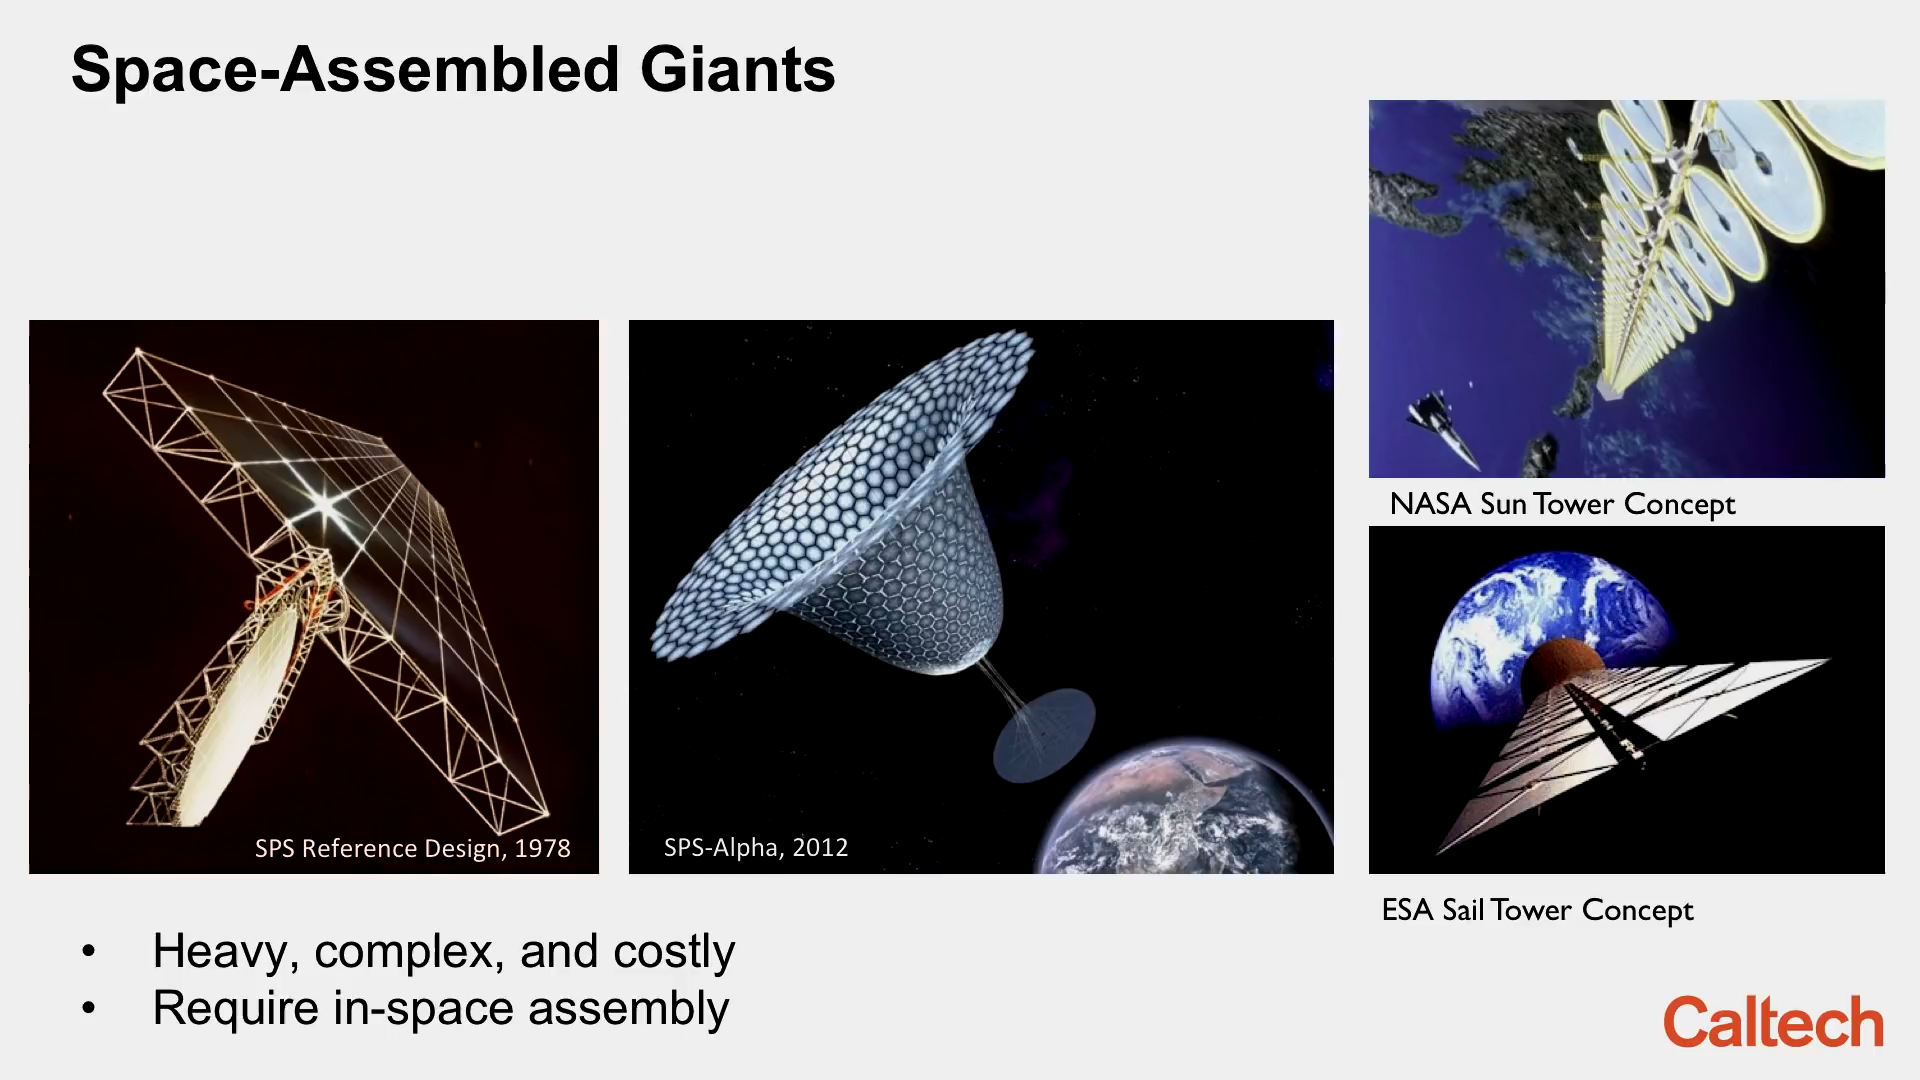 Space-Assembled Giants
SPS Reference Design, 1978
SPS-Alpha, 2012
NASA Sun Tower Concept
ESA Sail Tower Concept
• Heavy, complex, and costly
• Require in-space assembly
Caltech